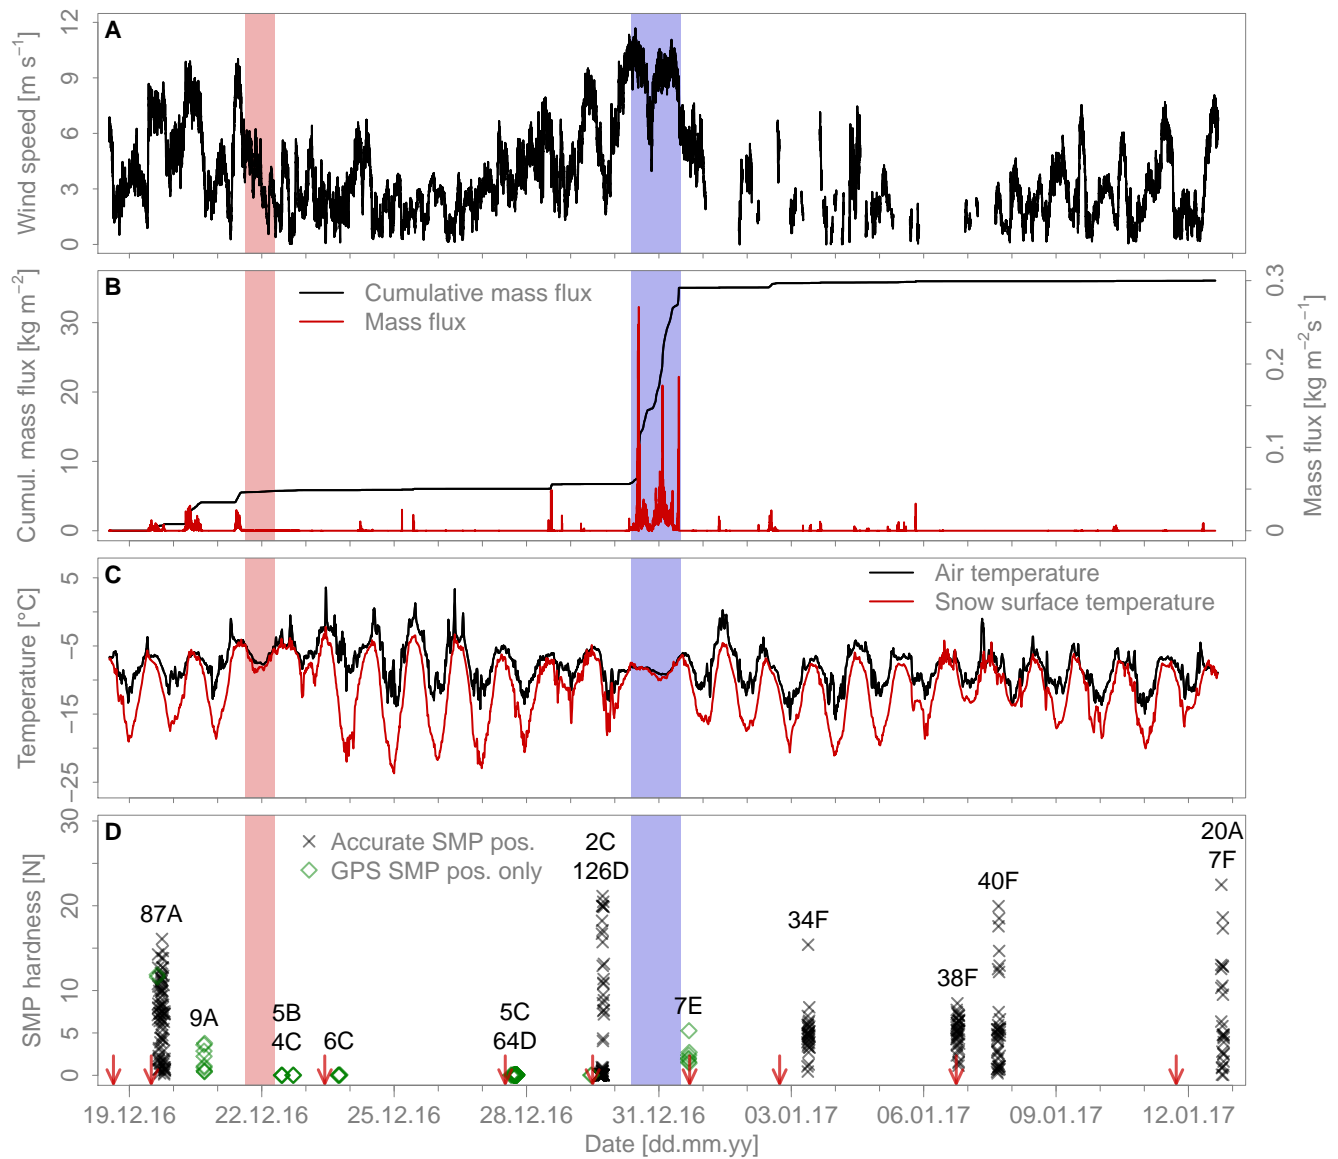 A
Wind speed [m s⁻¹]
12
9
6
3
0
B
Cumulative mass flux
Mass flux
Cumul. mass flux [kg m⁻²]
30
20
10
0
Mass flux [kg m⁻²s⁻¹]
0.3
0.2
0.1
0
C
Air temperature
Snow surface temperature
Temperature [°C]
5
−5
−15
−25
D
Accurate SMP pos.
GPS SMP pos. only
SMP hardness [N]
30
20
10
5
0
87A
9A
5B
4C
6C
5C
64D
2C
126D
7E
34F
38F
40F
20A
7F
19.12.16 22.12.16 25.12.16 28.12.16 31.12.16 03.01.17 06.01.17 09.01.17 12.01.17
Date [dd.mm.yy]